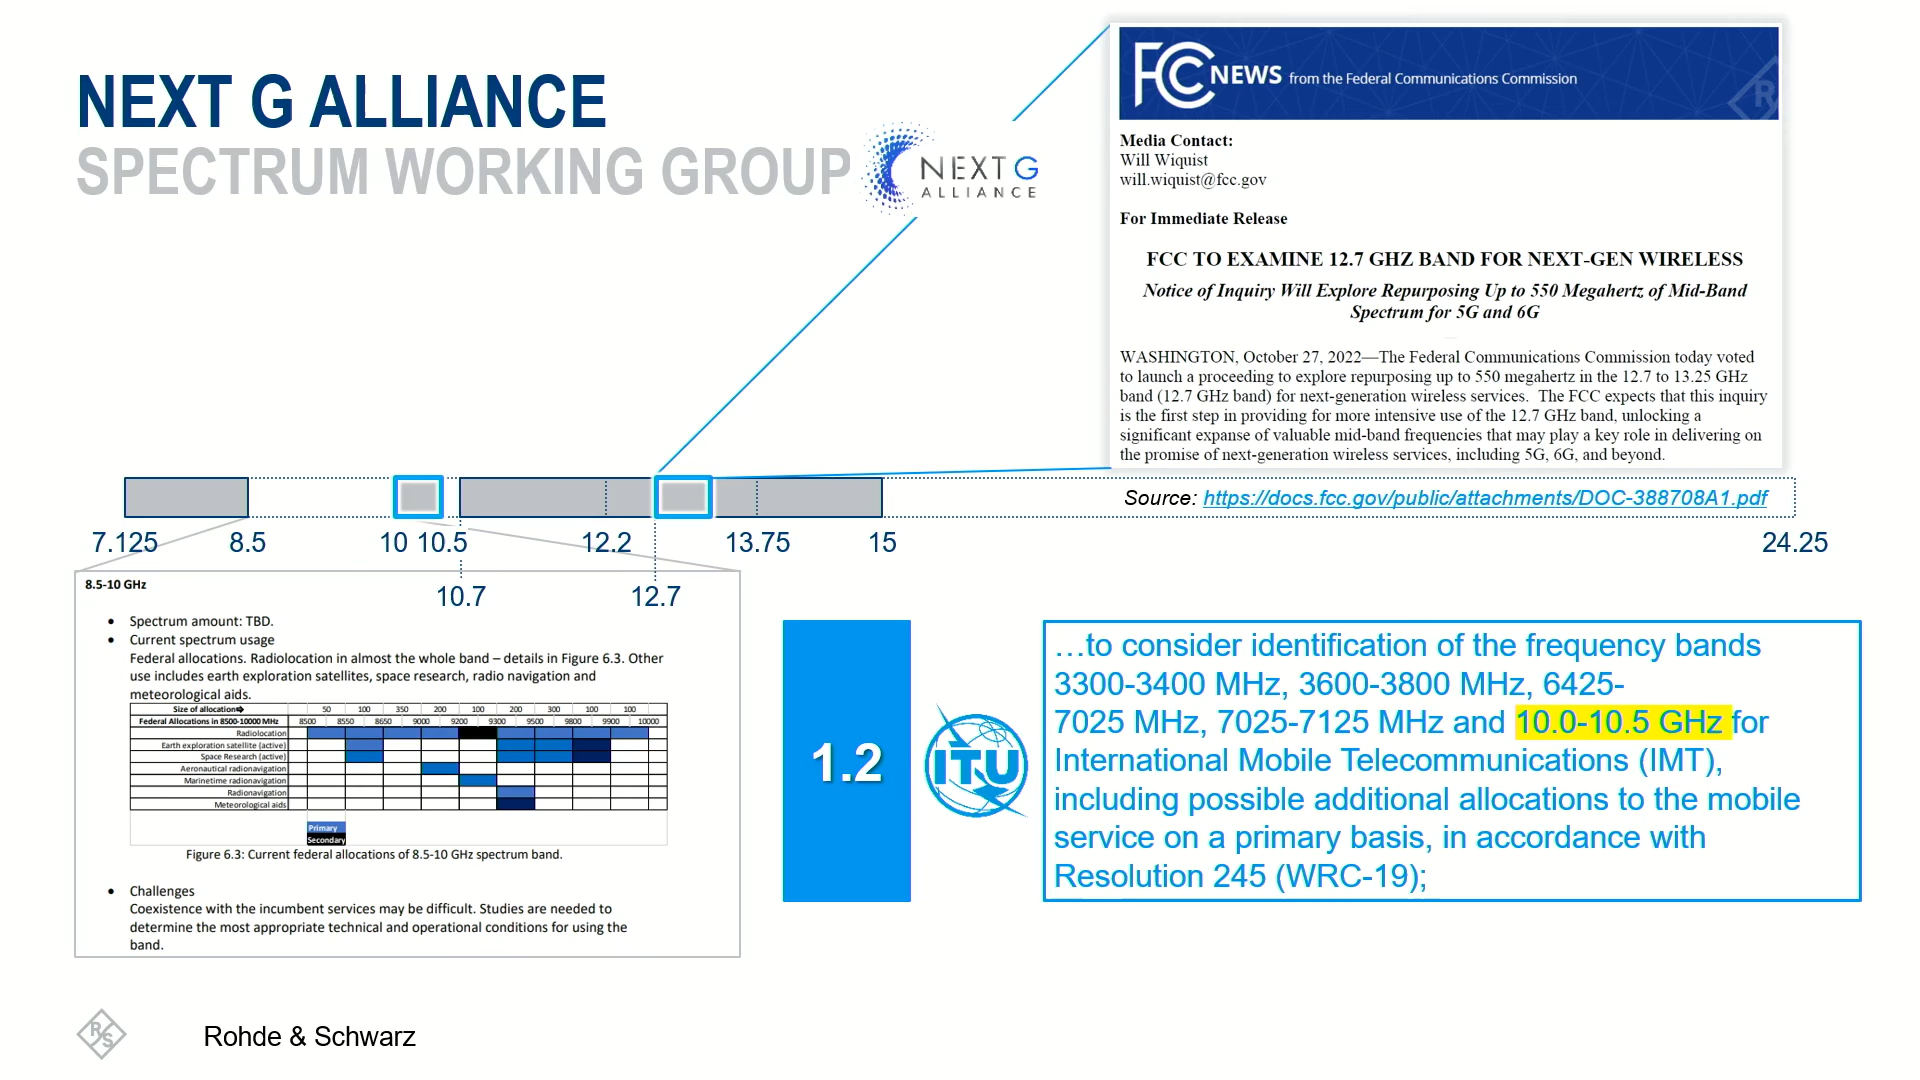 NEXT G ALLIANCE
SPECTRUM WORKING GROUP
NEXT G
ALLIANCE
FCC NEWS from the Federal Communications Commission
Media Contact:
Will Wiquist
will.wiquist@fcc.gov
For Immediate Release
FCC TO EXAMINE 12.7 GHZ BAND FOR NEXT-GEN WIRELESS
Notice of Inquiry Will Explore Repurposing Up to 550 Megahertz of Mid-Band
Spectrum for 5G and 6G
WASHINGTON, October 27, 2022—The Federal Communications Commission today voted
to launch a proceeding to explore repurposing up to 550 megahertz in the 12.7 to 13.25 GHz
band (12.7 GHz band) for next-generation wireless services.  The FCC expects that this inquiry
is the first step in providing for more intensive use of the 12.7 GHz band, unlocking a
significant expanse of valuable mid-band frequencies that may play a key role in delivering on
the promise of next-generation wireless services, including 5G, 6G, and beyond.
Source: https://docs.fcc.gov/public/attachments/DOC-388708A1.pdf
7.125 8.5 10 10.5 12.2 13.75 15 24.25
10.7 12.7
8.5-10 GHz
• Spectrum amount: TBD.
• Current spectrum usage
Federal allocations. Radiolocation in almost the whole band – details in Figure 6.3. Other
use includes earth exploration satellites, space research, radio navigation and
meteorological aids.
Size of allocation→ 50 100 350 200 100 200 300 100 100
Federal Allocations in 8500-10000 MHz 8500 8550 8650 9000 9200 9300 9500 9800 9900 10000
Radiolocation
Earth exploration satellite (active)
Space Research (active)
Aeronautical radionavigation
Marinetime radionavigation
Radionavigation
Meteorological aids
Primary
Secondary
Figure 6.3: Current federal allocations of 8.5-10 GHz spectrum band.
• Challenges
Coexistence with the incumbent services may be difficult. Studies are needed to
determine the most appropriate technical and operational conditions for using the
band.
1.2
ITU
…to consider identification of the frequency bands
3300-3400 MHz, 3600-3800 MHz, 6425-
7025 MHz, 7025-7125 MHz and 10.0-10.5 GHz for
International Mobile Telecommunications (IMT),
including possible additional allocations to the mobile
service on a primary basis, in accordance with
Resolution 245 (WRC-19);
R S
Rohde & Schwarz